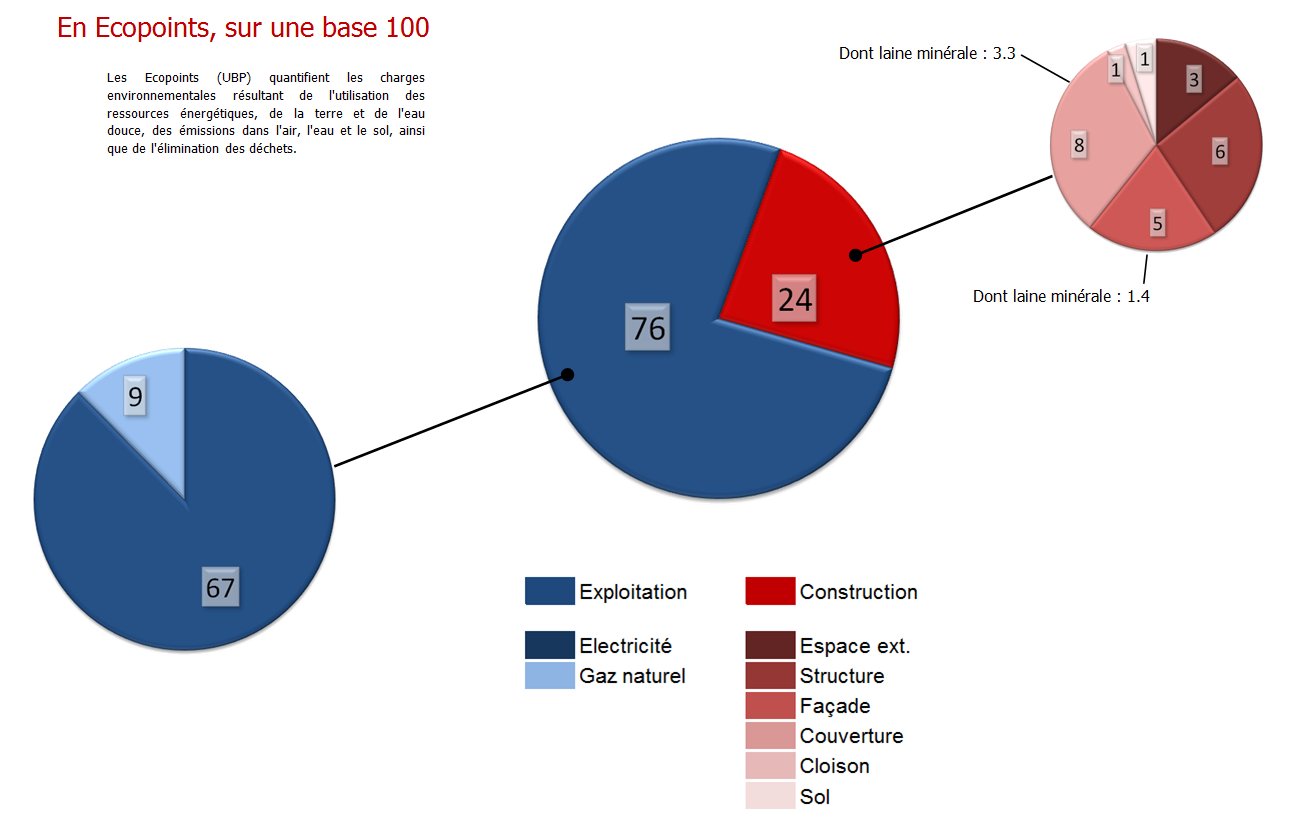 En Ecopoints, sur une base 100
Les Ecopoints (UBP) quantifient les charges
environnementales résultant de l'utilisation des
ressources énergétiques, de la terre et de l'eau
douce, des émissions dans l'air, l'eau et le sol, ainsi
que de l'élimination des déchets.
Dont laine minérale : 3.3
1
1
3
8
6
5
Dont laine minérale : 1.4
24
76
9
67
Exploitation
Electricité
Gaz naturel
Construction
Espace ext.
Structure
Façade
Couverture
Cloison
Sol